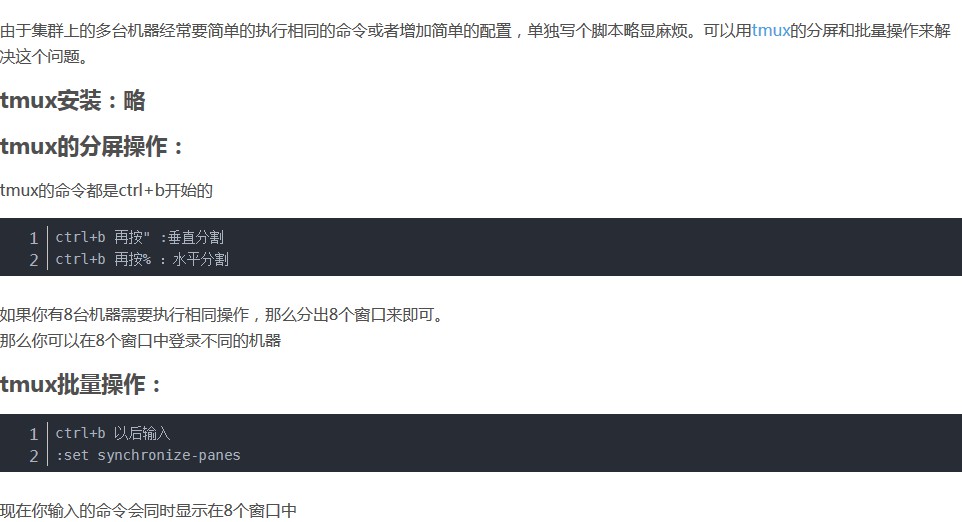 由于集群上的多台机器经常要简单的执行相同的命令或者增加简单的配置，单独写个脚本略显麻烦。可以用tmux的分屏和批量操作来解
决这个问题。
tmux安装：略
tmux的分屏操作：
tmux的命令都是ctrl+b开始的
1 ctrl+b 再按" :垂直分割
2 ctrl+b 再按% : 水平分割
如果你有8台机器需要执行相同操作，那么分出8个窗口来即可。
那么你可以在8个窗口中登录不同的机器
tmux批量操作：
1 ctrl+b 以后输入
2 :set synchronize-panes
现在你输入的命令会同时显示在8个窗口中